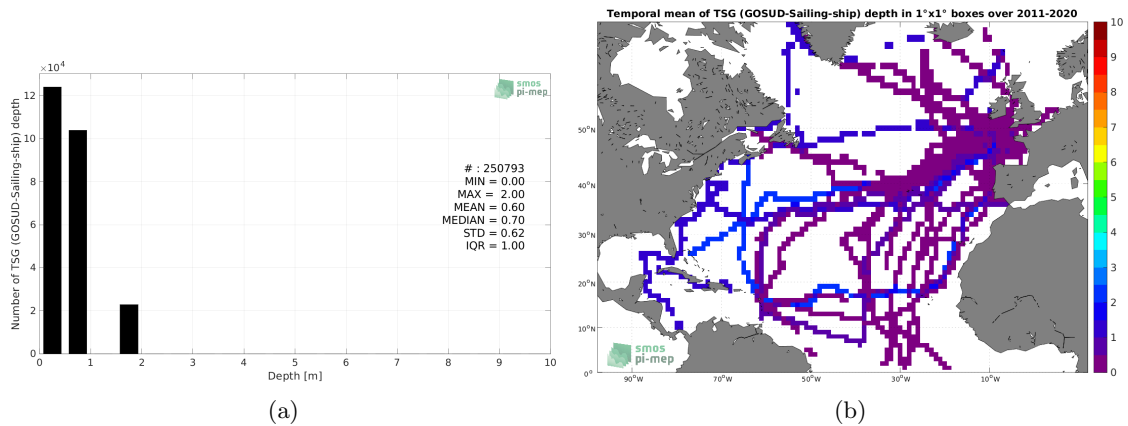 ×10⁴
12
10
8
6
4
2
0
Number of TSG (GOSUD-Sailing-ship) depth
0 1 2 3 4 5 6 7 8 9 10
Depth [m]
smos
pi-mep
# : 250793
MIN = 0.00
MAX = 2.00
MEAN = 0.60
MEDIAN = 0.70
STD = 0.62
IQR = 1.00
(a)
Temporal mean of TSG (GOSUD-Sailing-ship) depth in 1°x1° boxes over 2011-2020
50°N
40°N
30°N
20°N
10°N
0°
90°W 70°W 50°W 30°W 10°W
smos
pi-mep
10
9
8
7
6
5
4
3
2
1
0
(b)